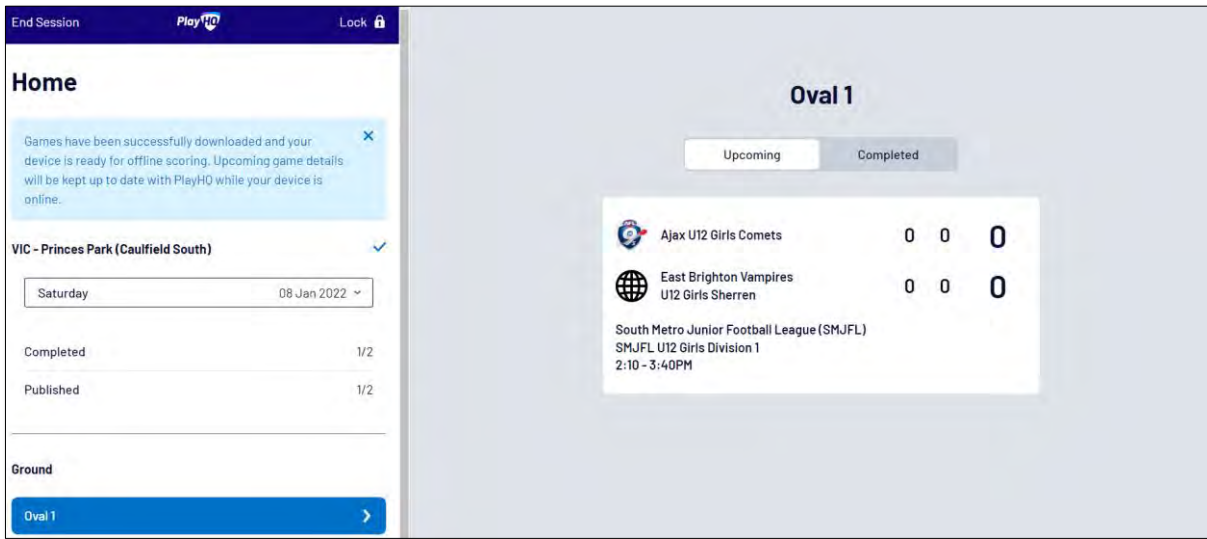 End Session PlayHQ Lock
Home
Games have been successfully downloaded and your
device is ready for offline scoring. Upcoming game details
will be kept up to date with PlayHQ while your device is
online.
VIC - Princes Park (Caulfield South)
Saturday 08 Jan 2022
Completed 1/2
Published 1/2
Ground
Oval 1
Oval 1
Upcoming Completed
Ajax U12 Girls Comets 0 0 0
East Brighton Vampires
U12 Girls Sherren 0 0 0
South Metro Junior Football League (SMJFL)
SMJFL U12 Girls Division 1
2:10 - 3:40PM